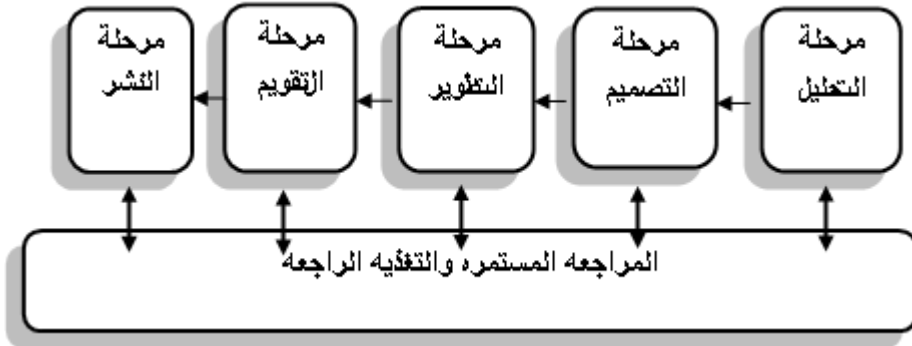 مرحلة
التحليل
مرحلة
التصميم
مرحلة
التطوير
مرحلة
التقويم
مرحلة
النشر
المراجعه المستمره والتغذيه الراجعه